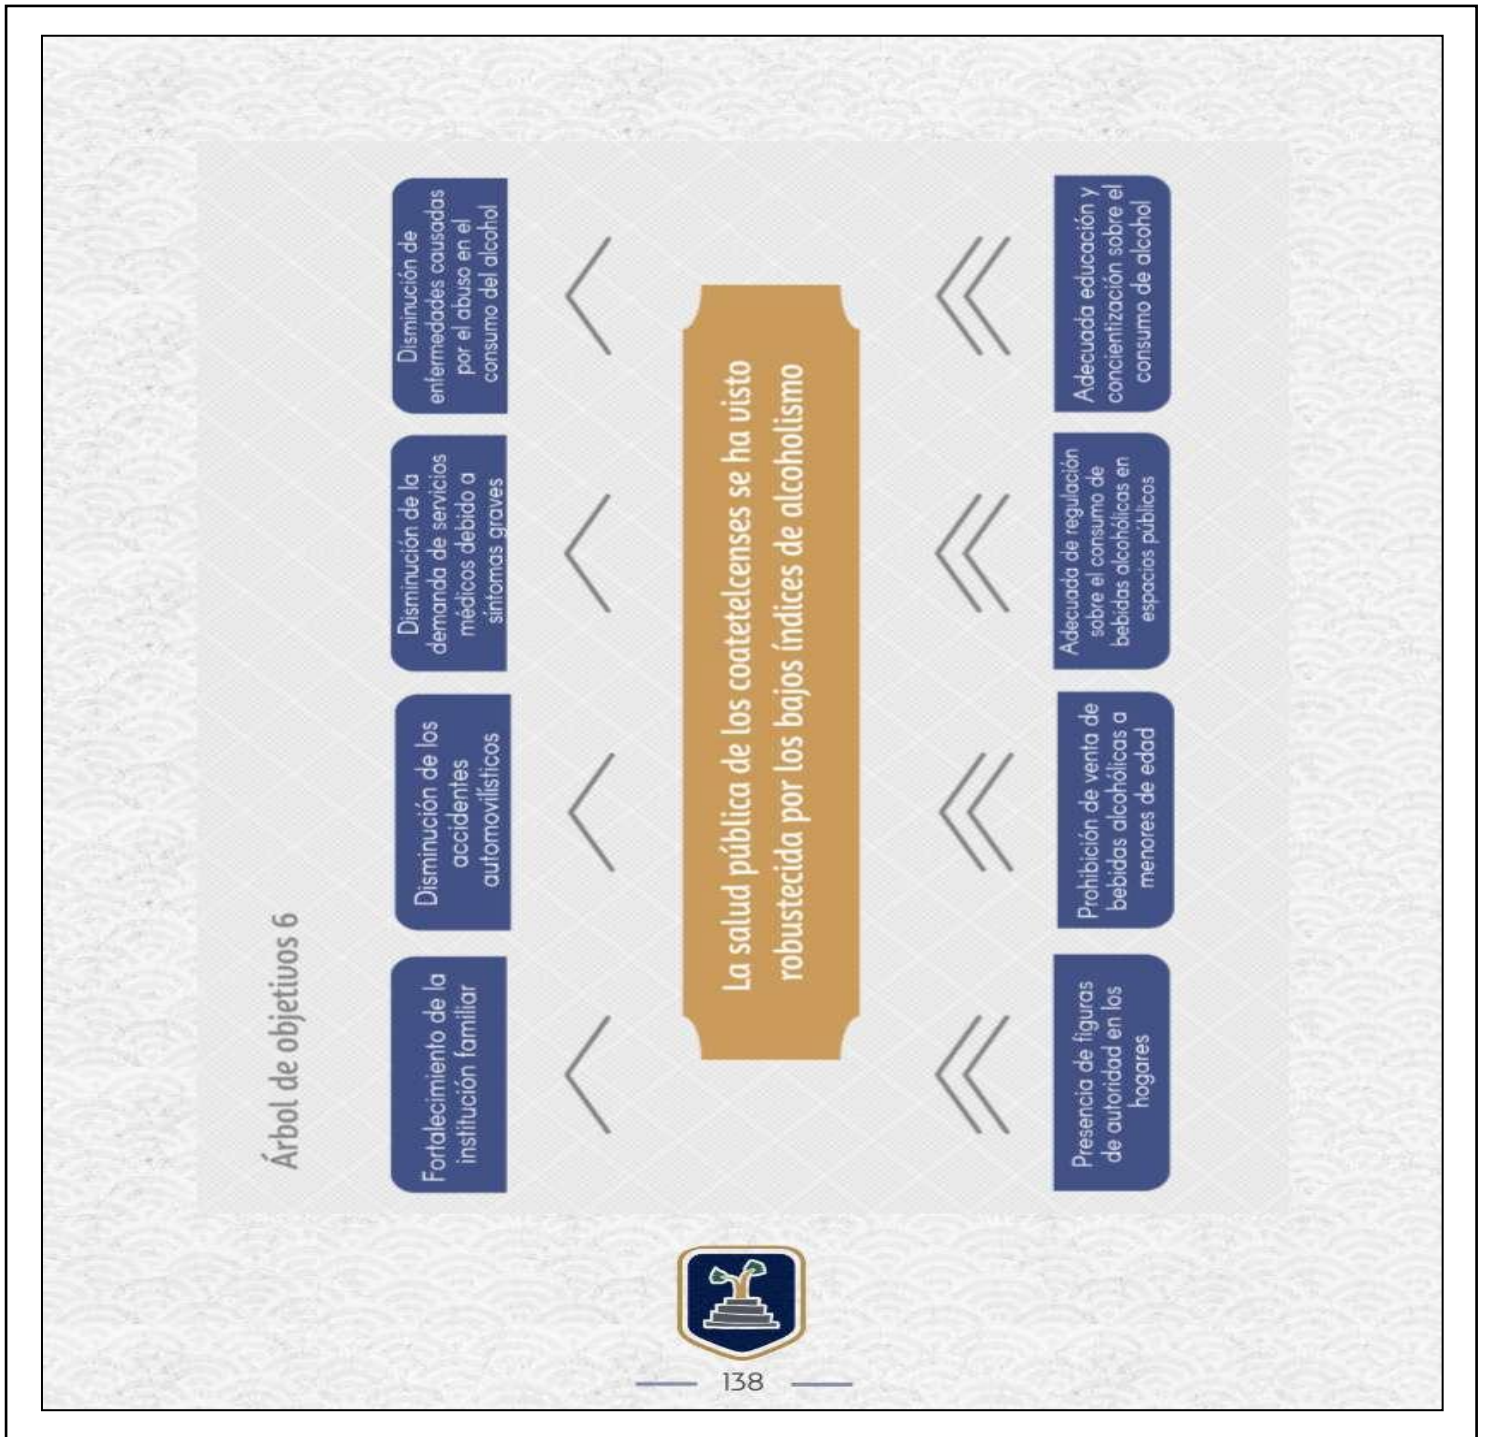 Árbol de objetivos 6
Fortalecimiento de la
institución familiar
Disminución de los
accidentes
automovilísticos
Disminución de la
demanda de servicios
médicos debido a
síntomas graves
Disminución de
enfermedades causadas
por el abuso en el
consumo del alcohol
La salud pública de los coatetelcenses se ha visto
robustecida por los bajos índices de alcoholismo
Presencia de figuras
de autoridad en los
hogares
Prohibición de venta de
bebidas alcohólicas a
menores de edad
Adecuada de regulación
sobre el consumo de
bebidas alcohólicas en
espacios públicos
Adecuada educación y
concientización sobre el
consumo de alcohol
138